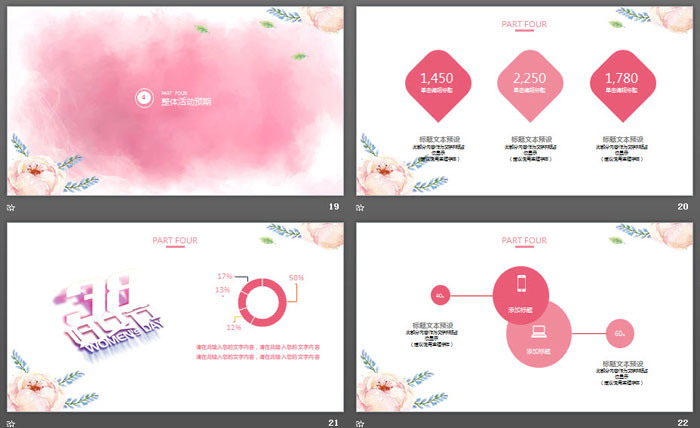 4
PART FOUR
整体活动预期
19
PART FOUR
1,450
单击编辑标题
2,250
单击编辑标题
1,780
单击编辑标题
标题文本预设
标题文本预设
标题文本预设
20
PART FOUR
WOMEN'S DAY
17%
13%
12%
58%
请在此输入您的文字内容，请在此输入您的文字内容
请在此输入您的文字内容，请在此输入您的文字内容
21
PART FOUR
40%
添加标题
60%
添加标题
标题文本预设
标题文本预设
22